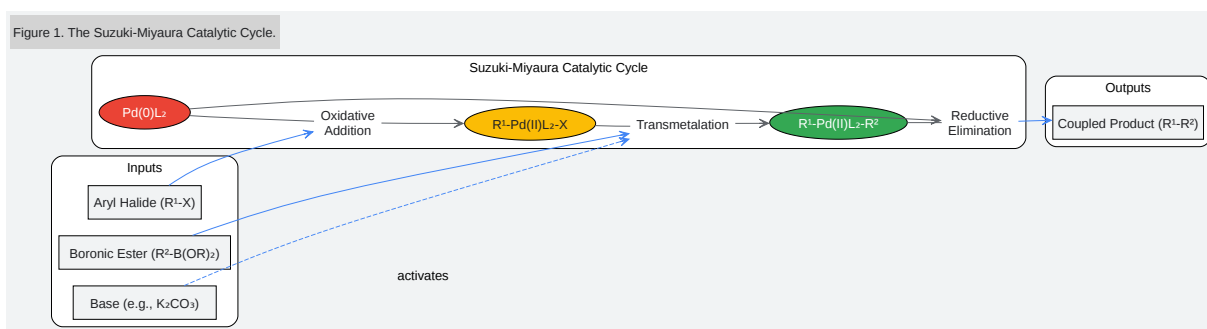 Figure 1. The Suzuki-Miyaura Catalytic Cycle.
Suzuki-Miyaura Catalytic Cycle
Pd(0)L₂
Oxidative
Addition
R¹-Pd(II)L₂-X
Transmetalation
R¹-Pd(II)L₂-R²
Reductive
Elimination
Outputs
Coupled Product (R¹-R²)
Inputs
Aryl Halide (R¹-X)
Boronic Ester (R²-B(OR)₂)
Base (e.g., K₂CO₃)
activates